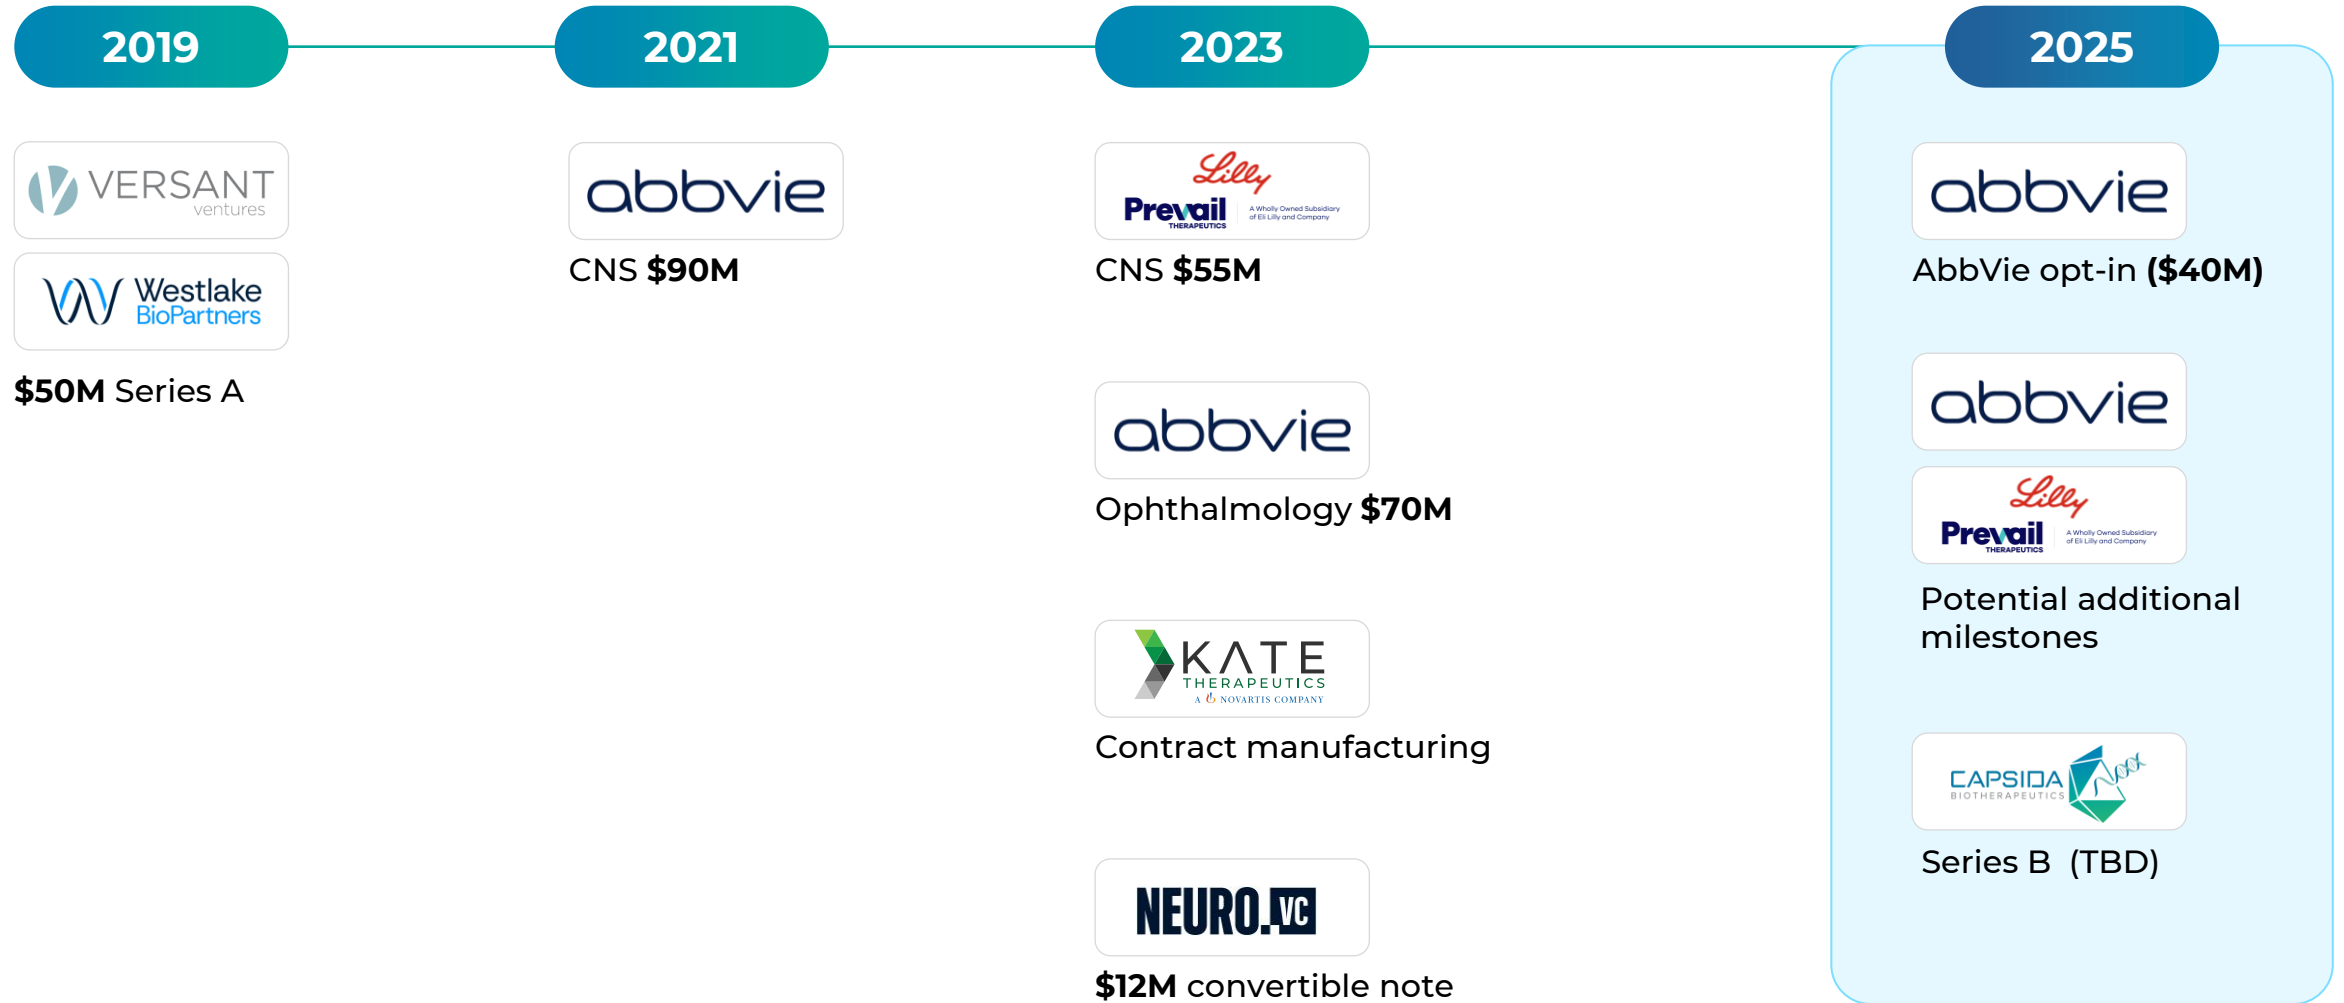 2019
VERSANT
ventures
Westlake
BioPartners
$50M Series A
2021
abbvie
CNS $90M
2023
Lilly
Prevail
THERAPEUTICS
A Wholly Owned Subsidiary
of Eli Lilly and Company
CNS $55M
abbvie
Ophthalmology $70M
KATE
THERAPEUTICS
A NOVARTIS COMPANY
Contract manufacturing
NEURO.VC
$12M convertible note
2025
abbvie
AbbVie opt-in ($40M)
abbvie
Lilly
Prevail
THERAPEUTICS
A Wholly Owned Subsidiary
of Eli Lilly and Company
Potential additional
milestones
CAPSIDA
BIOTHERAPEUTICS
Series B (TBD)